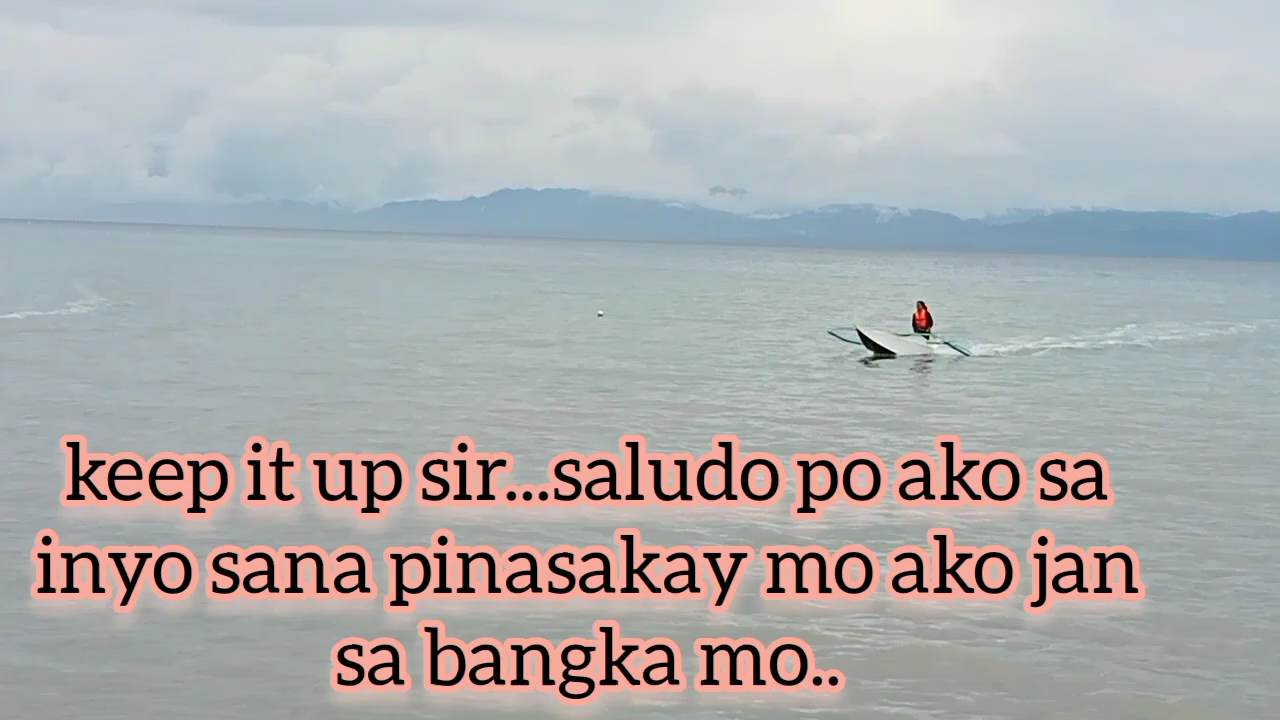 keep it up sir...saludo po ako sa
inyo sana pinasakay mo ako jan
sa bangka mo..